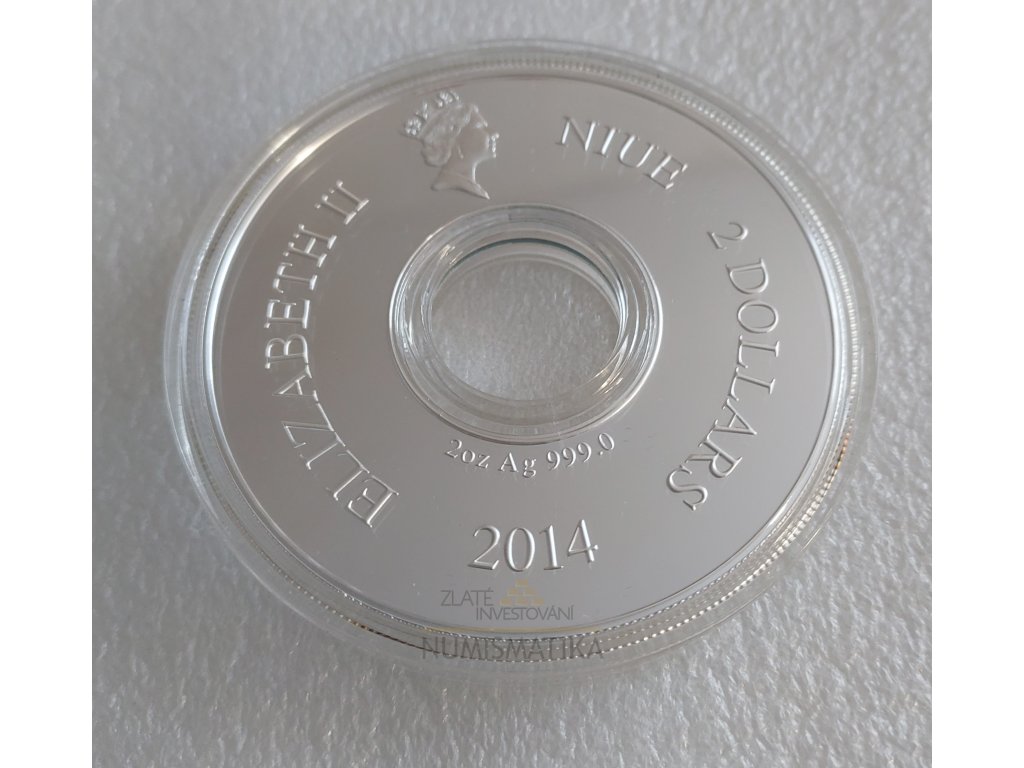 ELIZABETH II
NIUE
2 DOLLARS
2oz Ag 999.0
2014
ZLATÉ
INVESTOVÁNÍ
NUMISMATIKA